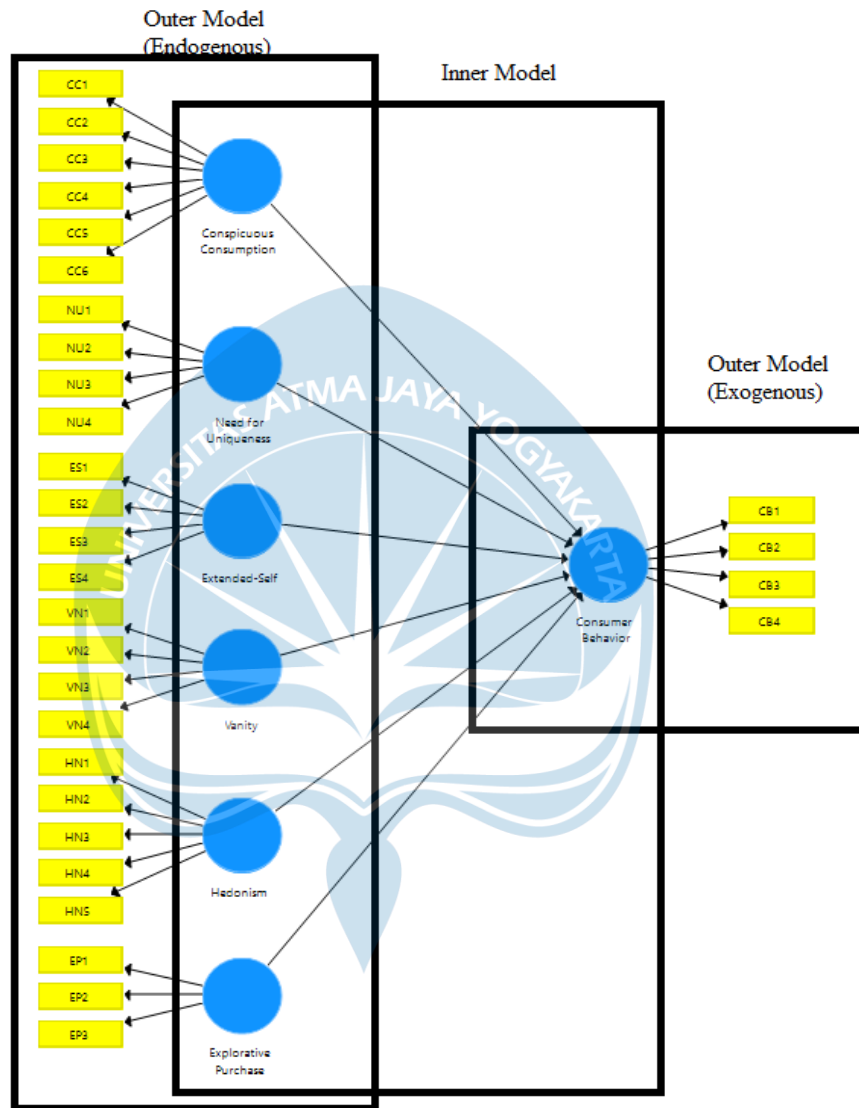 Outer Model
(Endogenous)
Inner Model
CC1
CC2
CC3
CC4
CC5
CC6
Conspicuous
Consumption
NU1
NU2
NU3
NU4
Need for
Uniqueness
ES1
ES2
ES3
ES4
Extended-Self
VN1
VN2
VN3
VN4
Vanity
HN1
HN2
HN3
HN4
HN5
Hedonism
EP1
EP2
EP3
Explorative
Purchase
Outer Model
(Exogenous)
Consumer
Behavior
CB1
CB2
CB3
CB4
UNIVERSITAS ATMA JAYA YOGYAKARTA